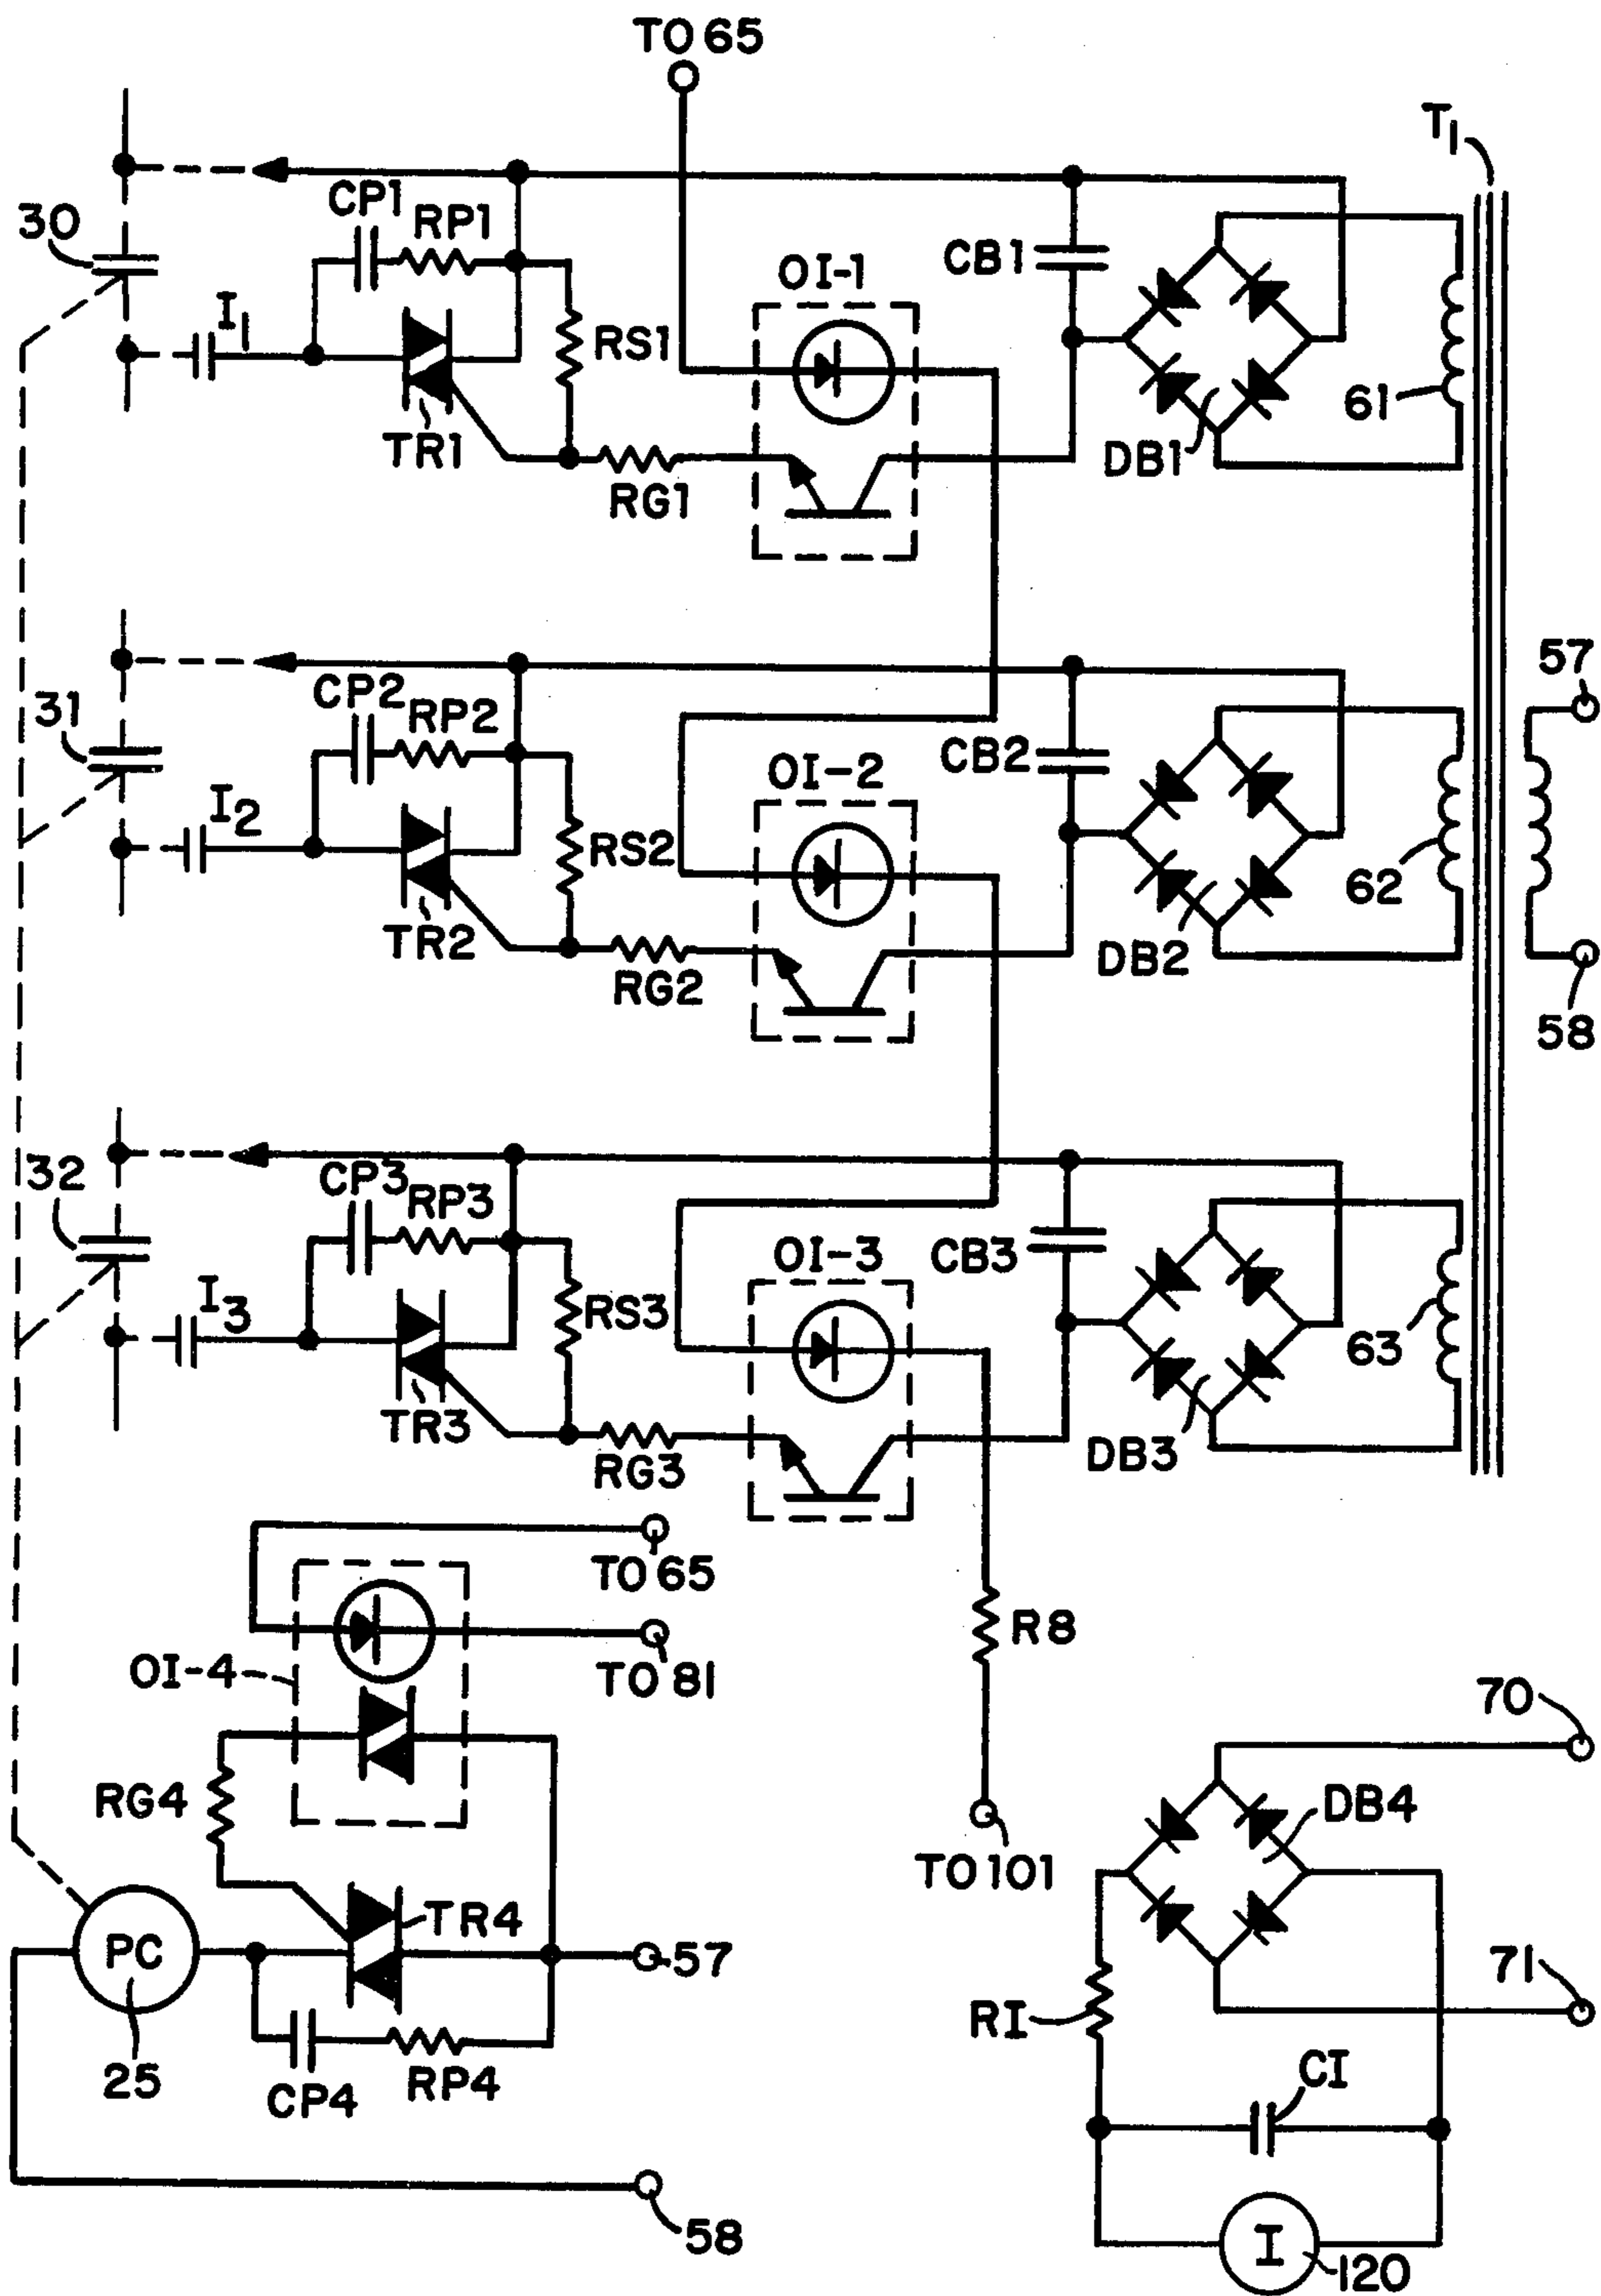 TO 65
T1
CP1
RP1
30
OI-1
CB1
I1
RS1
61
TR1
DB1
RG1
57
CP2
RP2
31
CB2
OI-2
I2
RS2
62
TR2
DB2
RG2
58
32
CP3
RP3
OI-3
CB3
I3
RS3
63
TR3
DB3
RG3
TO 65
R8
OI-4
TO 81
70
RG4
DB4
TO 101
TR4
PC
57
71
RI
25
CP4
RP4
CI
58
I
120